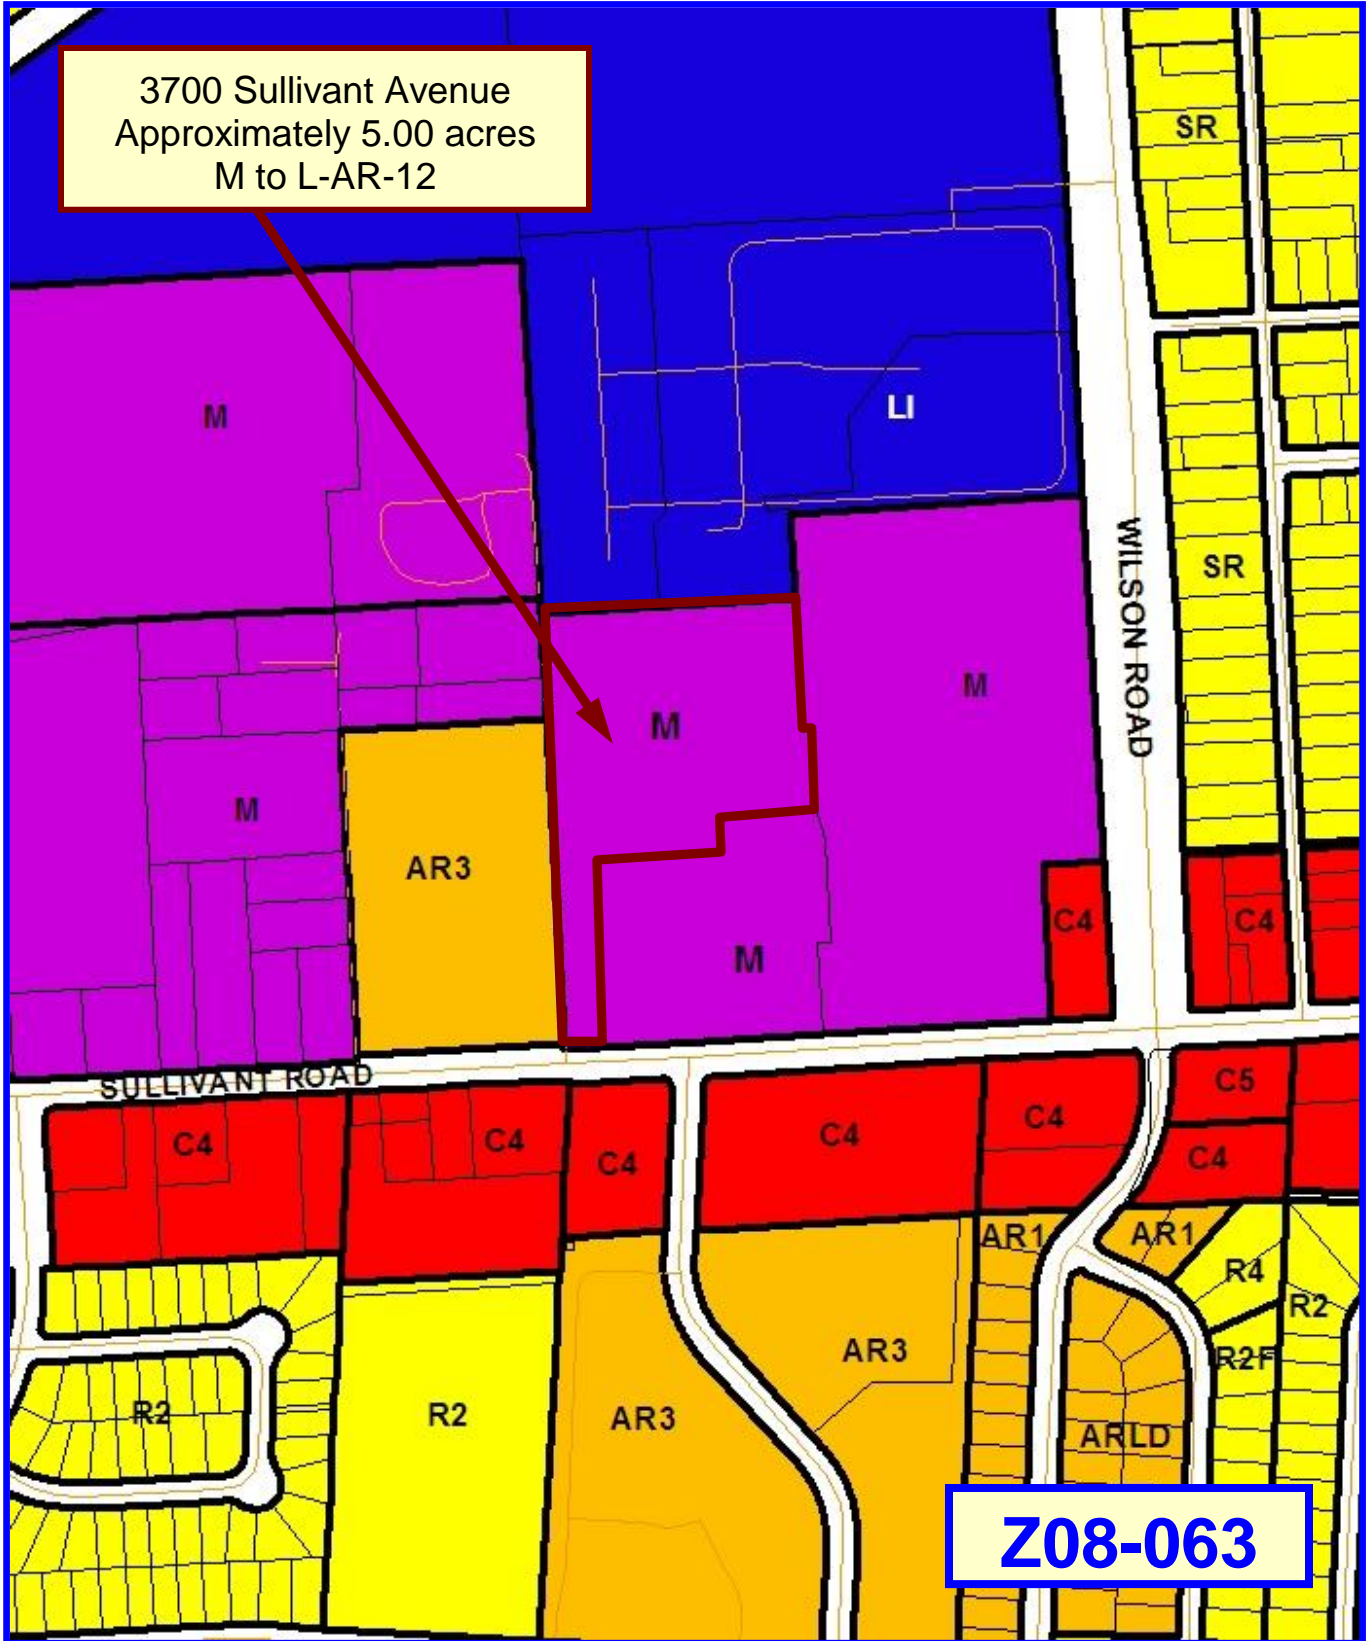 3700 Sullivant Avenue
Approximately 5.00 acres
M to L-AR-12
SR
M
LI
WILSON ROAD
SR
M
M
M
AR3
C4
C4
M
SULLIVANT ROAD
C5
C4
C4
C4
C4
C4
C4
AR1
AR1
R4
R2
AR3
R2F
R2
R2
AR3
ARLD
Z08-063